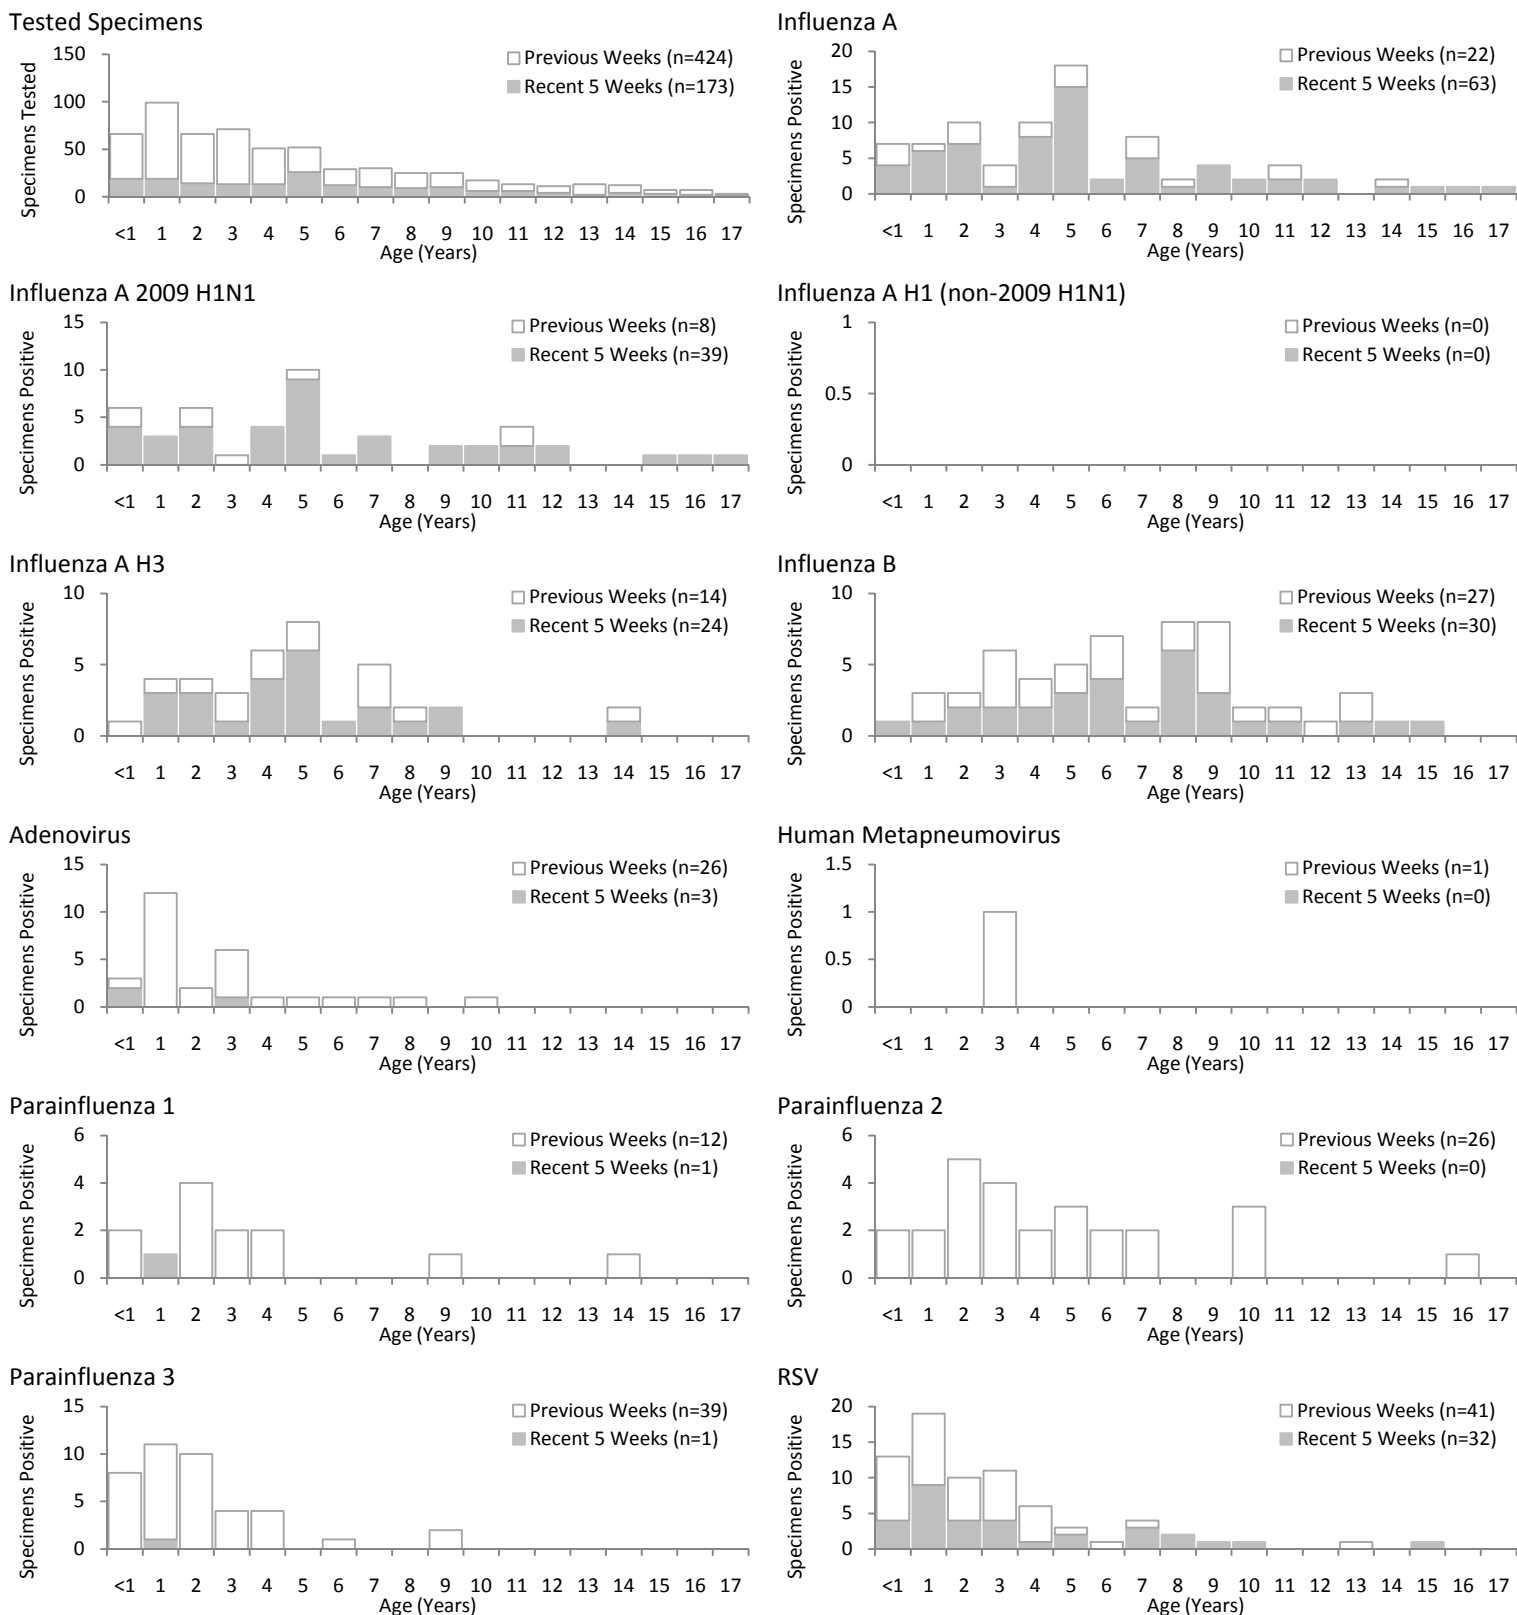 Tested Specimens
Specimens Tested
150
100
50
0
Previous Weeks (n=424)
Recent 5 Weeks (n=173)
<1 1 2 3 4 5 6 7 8 9 10 11 12 13 14 15 16 17
Age (Years)
Influenza A
Specimens Positive
20
15
10
5
0
Previous Weeks (n=22)
Recent 5 Weeks (n=63)
<1 1 2 3 4 5 6 7 8 9 10 11 12 13 14 15 16 17
Age (Years)
Influenza A 2009 H1N1
Specimens Positive
15
10
5
0
Previous Weeks (n=8)
Recent 5 Weeks (n=39)
<1 1 2 3 4 5 6 7 8 9 10 11 12 13 14 15 16 17
Age (Years)
Influenza A H1 (non-2009 H1N1)
Specimens Positive
1
0.5
0
Previous Weeks (n=0)
Recent 5 Weeks (n=0)
<1 1 2 3 4 5 6 7 8 9 10 11 12 13 14 15 16 17
Age (Years)
Influenza A H3
Specimens Positive
10
5
0
Previous Weeks (n=14)
Recent 5 Weeks (n=24)
<1 1 2 3 4 5 6 7 8 9 10 11 12 13 14 15 16 17
Age (Years)
Influenza B
Specimens Positive
10
5
0
Previous Weeks (n=27)
Recent 5 Weeks (n=30)
<1 1 2 3 4 5 6 7 8 9 10 11 12 13 14 15 16 17
Age (Years)
Adenovirus
Specimens Positive
15
10
5
0
Previous Weeks (n=26)
Recent 5 Weeks (n=3)
<1 1 2 3 4 5 6 7 8 9 10 11 12 13 14 15 16 17
Age (Years)
Human Metapneumovirus
Specimens Positive
1.5
1
0.5
0
Previous Weeks (n=1)
Recent 5 Weeks (n=0)
<1 1 2 3 4 5 6 7 8 9 10 11 12 13 14 15 16 17
Age (Years)
Parainfluenza 1
Specimens Positive
6
4
2
0
Previous Weeks (n=12)
Recent 5 Weeks (n=1)
<1 1 2 3 4 5 6 7 8 9 10 11 12 13 14 15 16 17
Age (Years)
Parainfluenza 2
Specimens Positive
6
4
2
0
Previous Weeks (n=26)
Recent 5 Weeks (n=0)
<1 1 2 3 4 5 6 7 8 9 10 11 12 13 14 15 16 17
Age (Years)
Parainfluenza 3
Specimens Positive
15
10
5
0
Previous Weeks (n=39)
Recent 5 Weeks (n=1)
<1 1 2 3 4 5 6 7 8 9 10 11 12 13 14 15 16 17
Age (Years)
RSV
Specimens Positive
20
15
10
5
0
Previous Weeks (n=41)
Recent 5 Weeks (n=32)
<1 1 2 3 4 5 6 7 8 9 10 11 12 13 14 15 16 17
Age (Years)